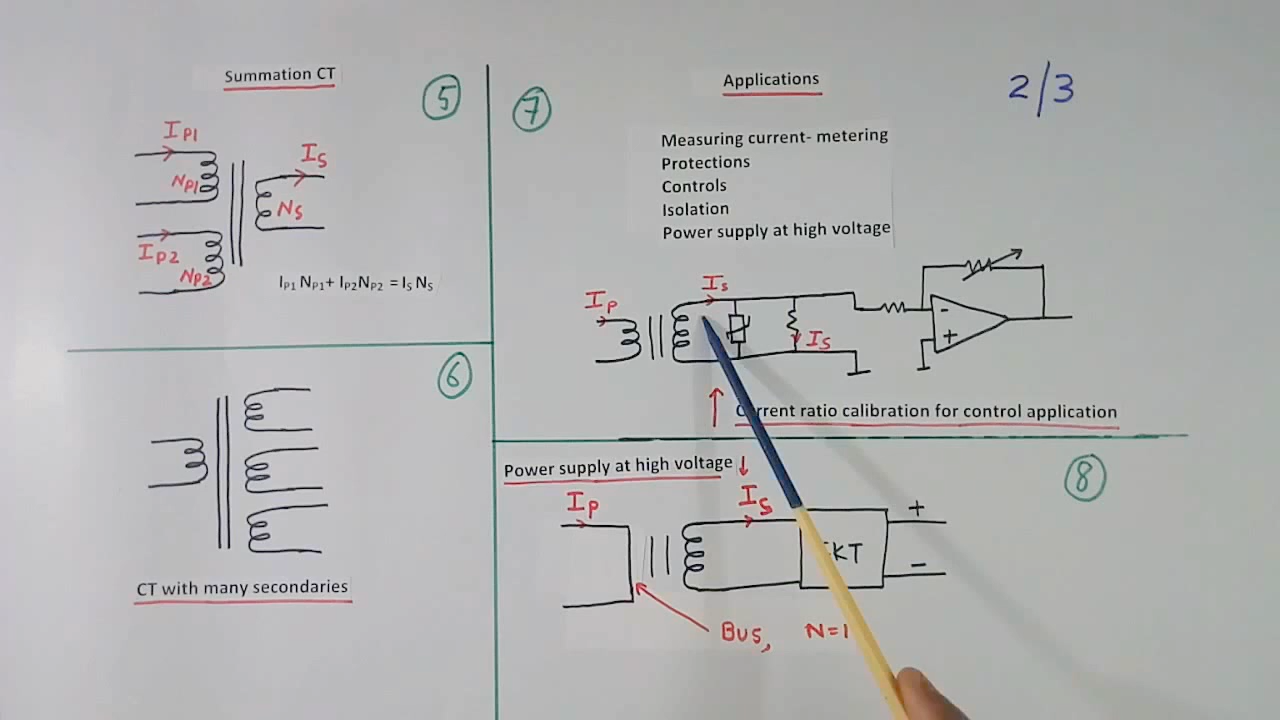 Summation CT
5
IP1
NP1
IS
NS
IP2
NP2
IP1 NP1+ IP2NP2 = IS NS
6
CT with many secondaries
7
Applications
2/3
Measuring current- metering
Protections
Controls
Isolation
Power supply at high voltage
IP
IS
IS
-
+
ratio calibration for control application
Power supply at high voltage
8
IP
IS
+
-
Bus, N=1